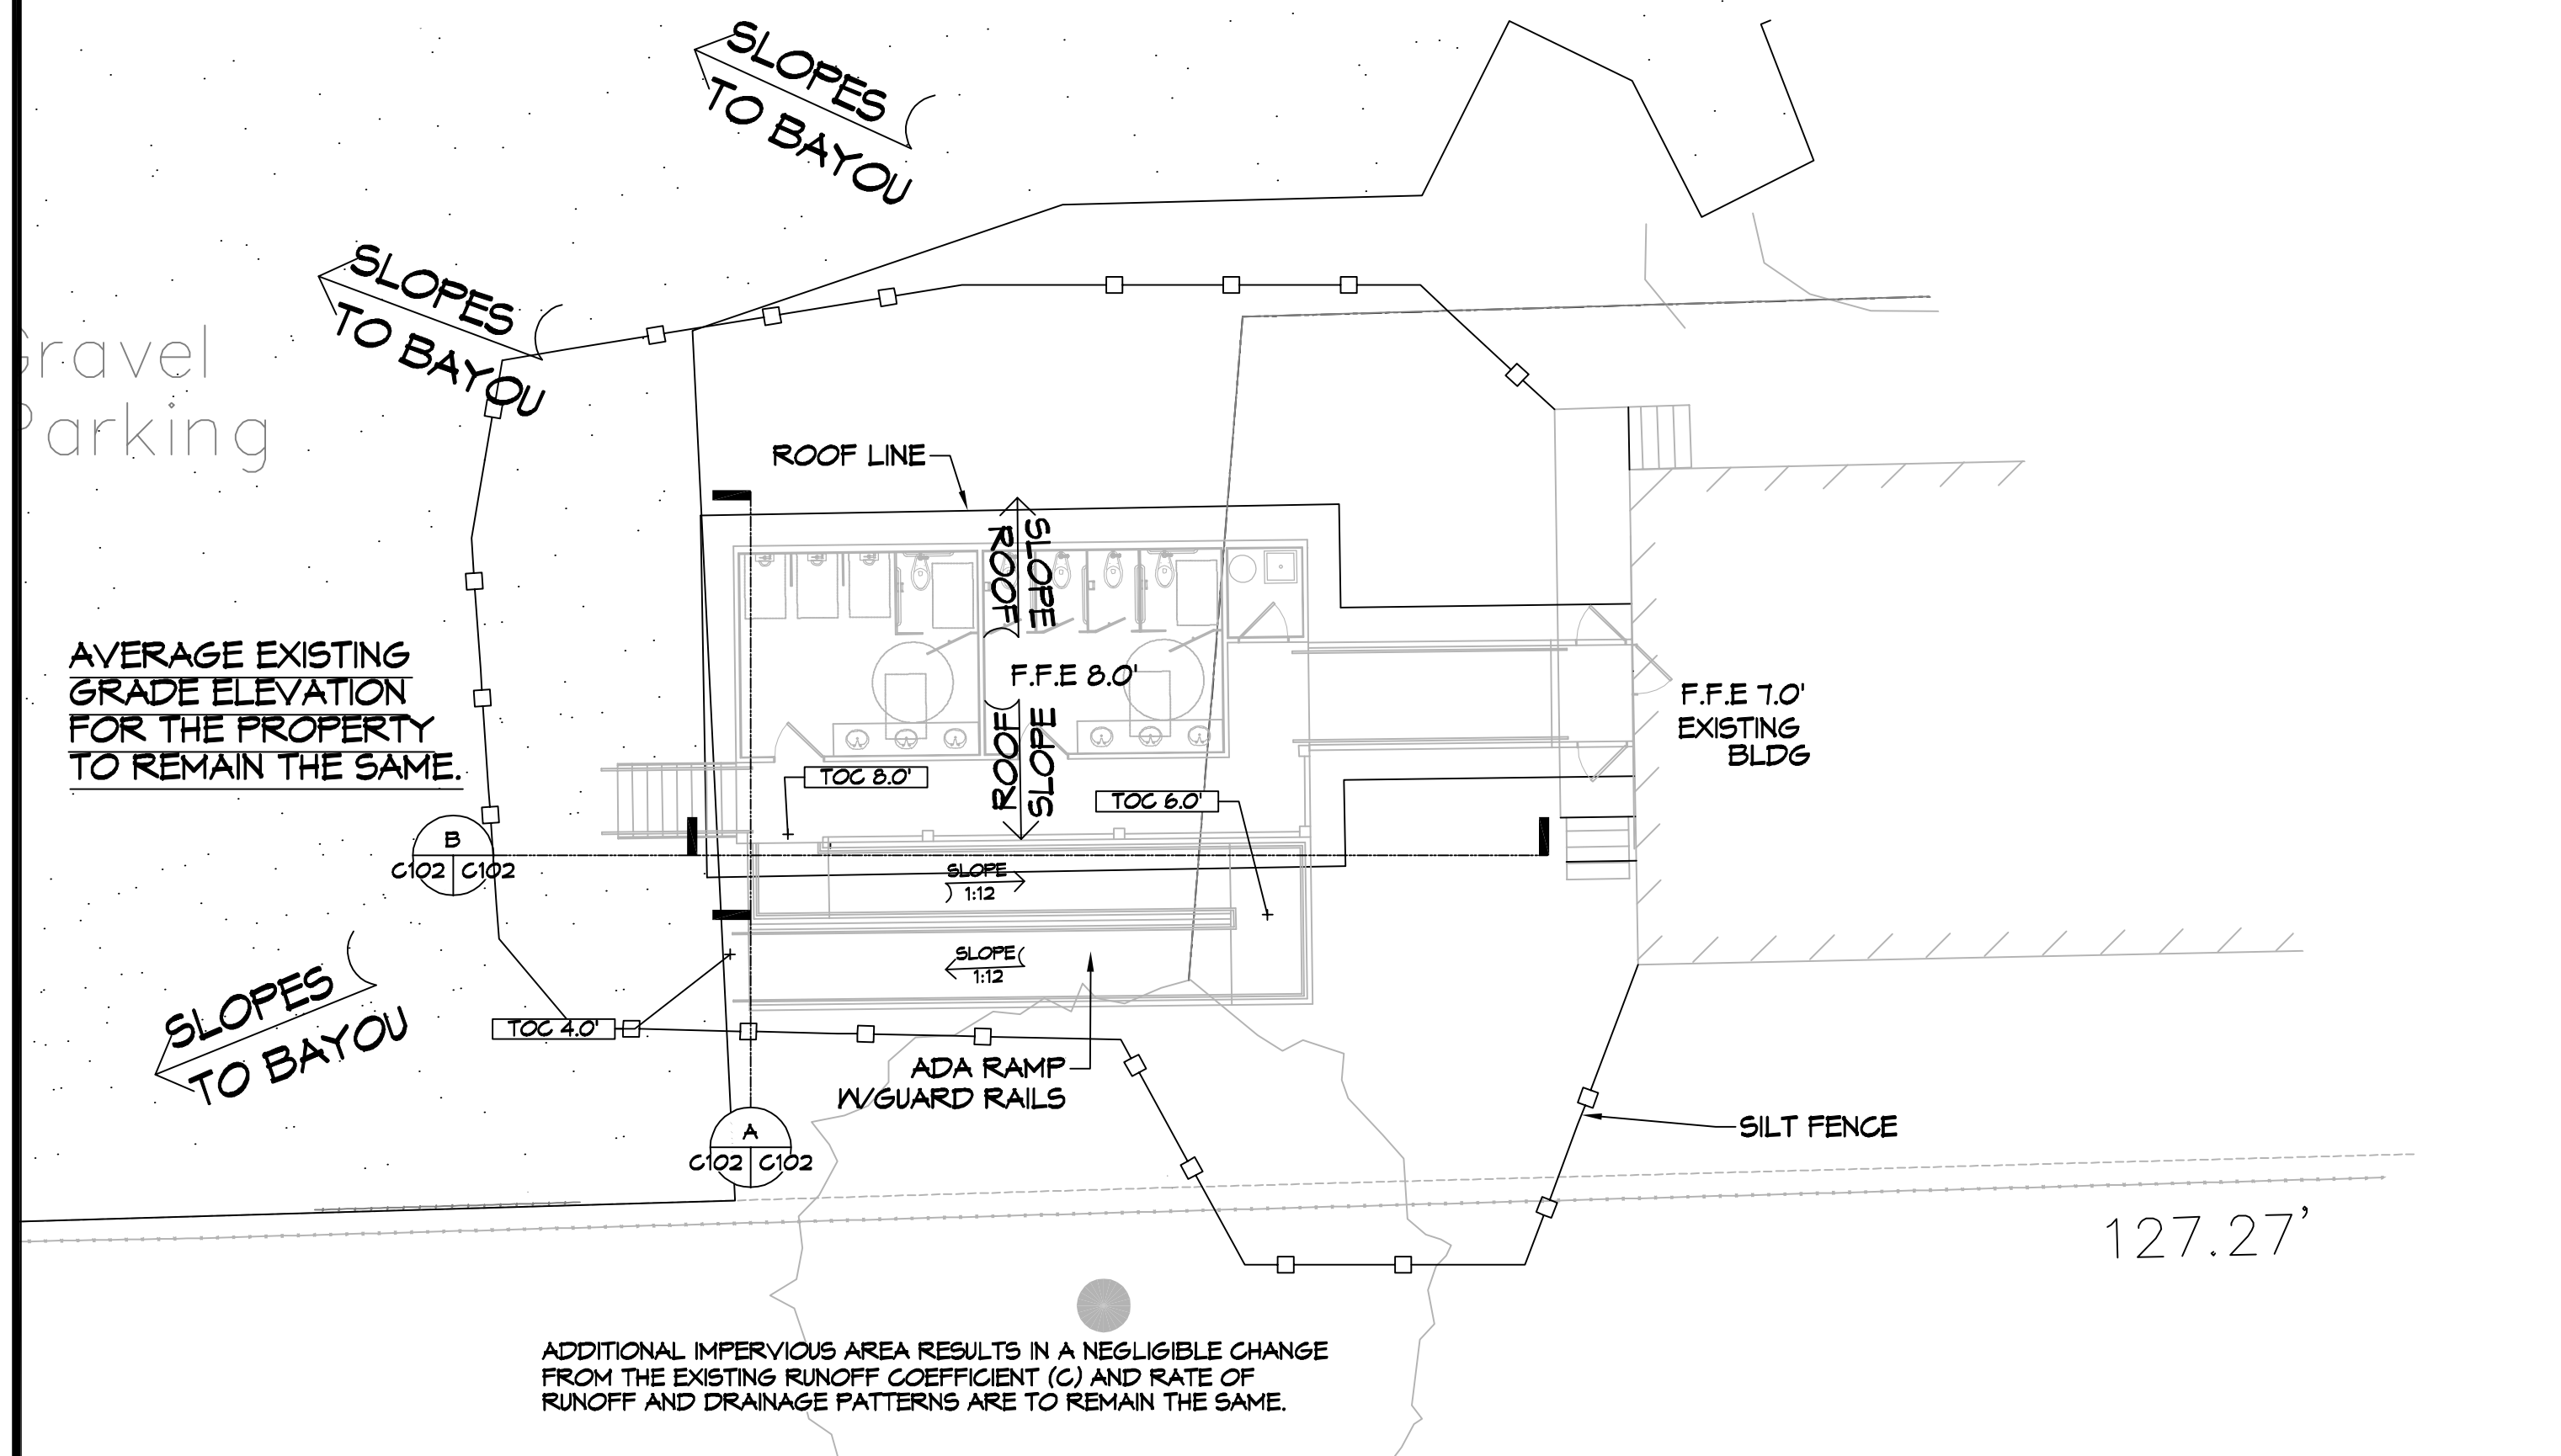 SLOPES
TO BAYOU
SLOPES
TO BAYOU
Gravel
Parking
ROOF LINE
ROOF
SLOPE
F.F.E 8.0'
ROOF
SLOPE
AVERAGE EXISTING
GRADE ELEVATION
FOR THE PROPERTY
TO REMAIN THE SAME.
F.F.E 7.0'
EXISTING
BLDG
TOC 8.0'
TOC 6.0'
B
C102 C102
SLOPE
1:12
SLOPE
1:12
SLOPES
TO BAYOU
TOC 4.0'
ADA RAMP
W/GUARD RAILS
A
C102 C102
SILT FENCE
127.27'
ADDITIONAL IMPERVIOUS AREA RESULTS IN A NEGLIGIBLE CHANGE
FROM THE EXISTING RUNOFF COEFFICIENT (C) AND RATE OF
RUNOFF AND DRAINAGE PATTERNS ARE TO REMAIN THE SAME.